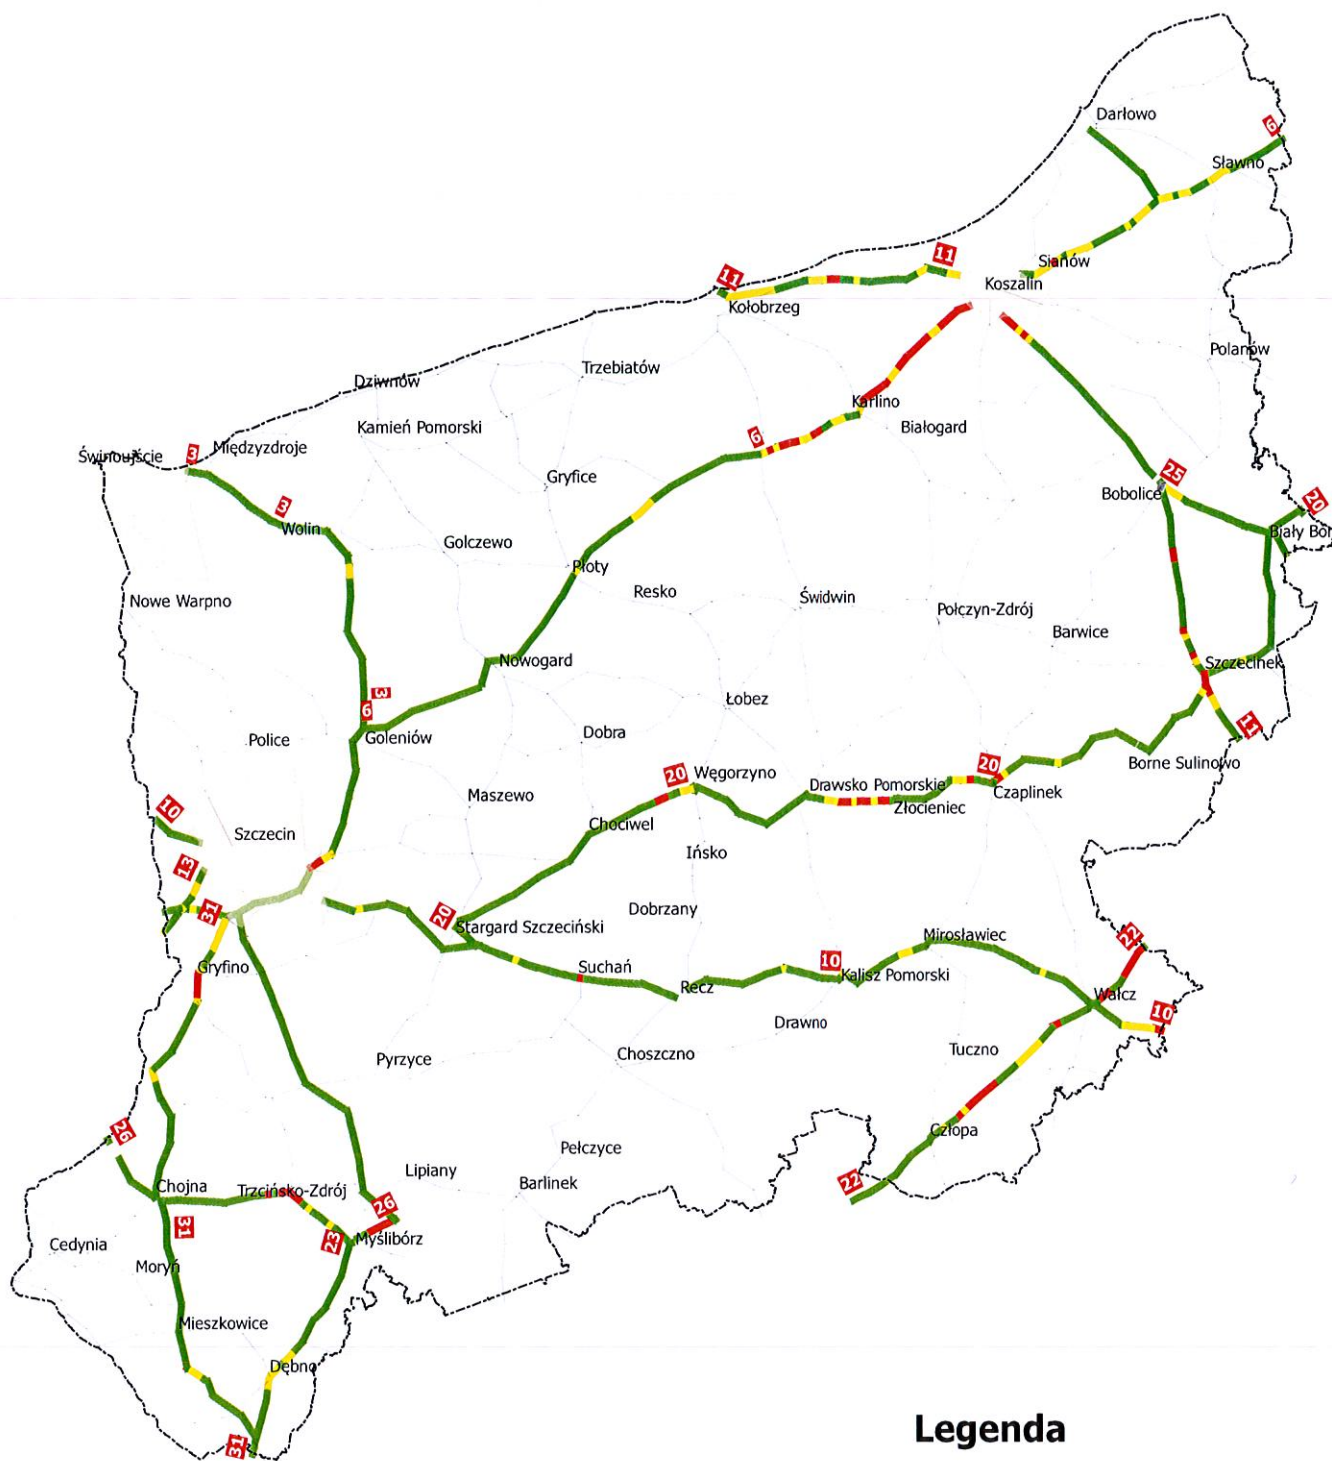 Darłowo
6
Sławno
11
11
Sianów
Koszalin
Kołobrzeg
Polanów
Trzebiatów
Dziwnów
Karlino
Kamień Pomorski
Białogard
6
Międzyzdroje
3
Świnoujście
Gryfice
25
Bobolice
20
3
Wolin
Biały Bor
Golczewo
Płoty
Resko
Świdwin
Nowe Warpno
Połczyn-Zdrój
Barwice
Nowogard
Szczecinek
3
Łobez
6
Goleniów
Dobra
11
Police
Borne Sulinowo
20
Węgorzyno
20
Drawsko Pomorskie
Czaplinek
Maszewo
Złocieniec
10
Chociwel
Szczecin
Ińsko
13
31
20
Dobrzany
Stargard Szczeciński
Mirosławiec
22
Gryfino
Suchań
10
Kalisz Pomorski
Recz
Wałcz
10
Drawno
Tuczno
Choszczno
Pyrzyce
26
Człopa
Pełczyce
Lipiany
Barlinek
22
Chojna
Trzcińsko-Zdrój
26
31
23
Myślibórz
Cedynia
Moryń
Mieszkowice
Dębno
31
Legenda